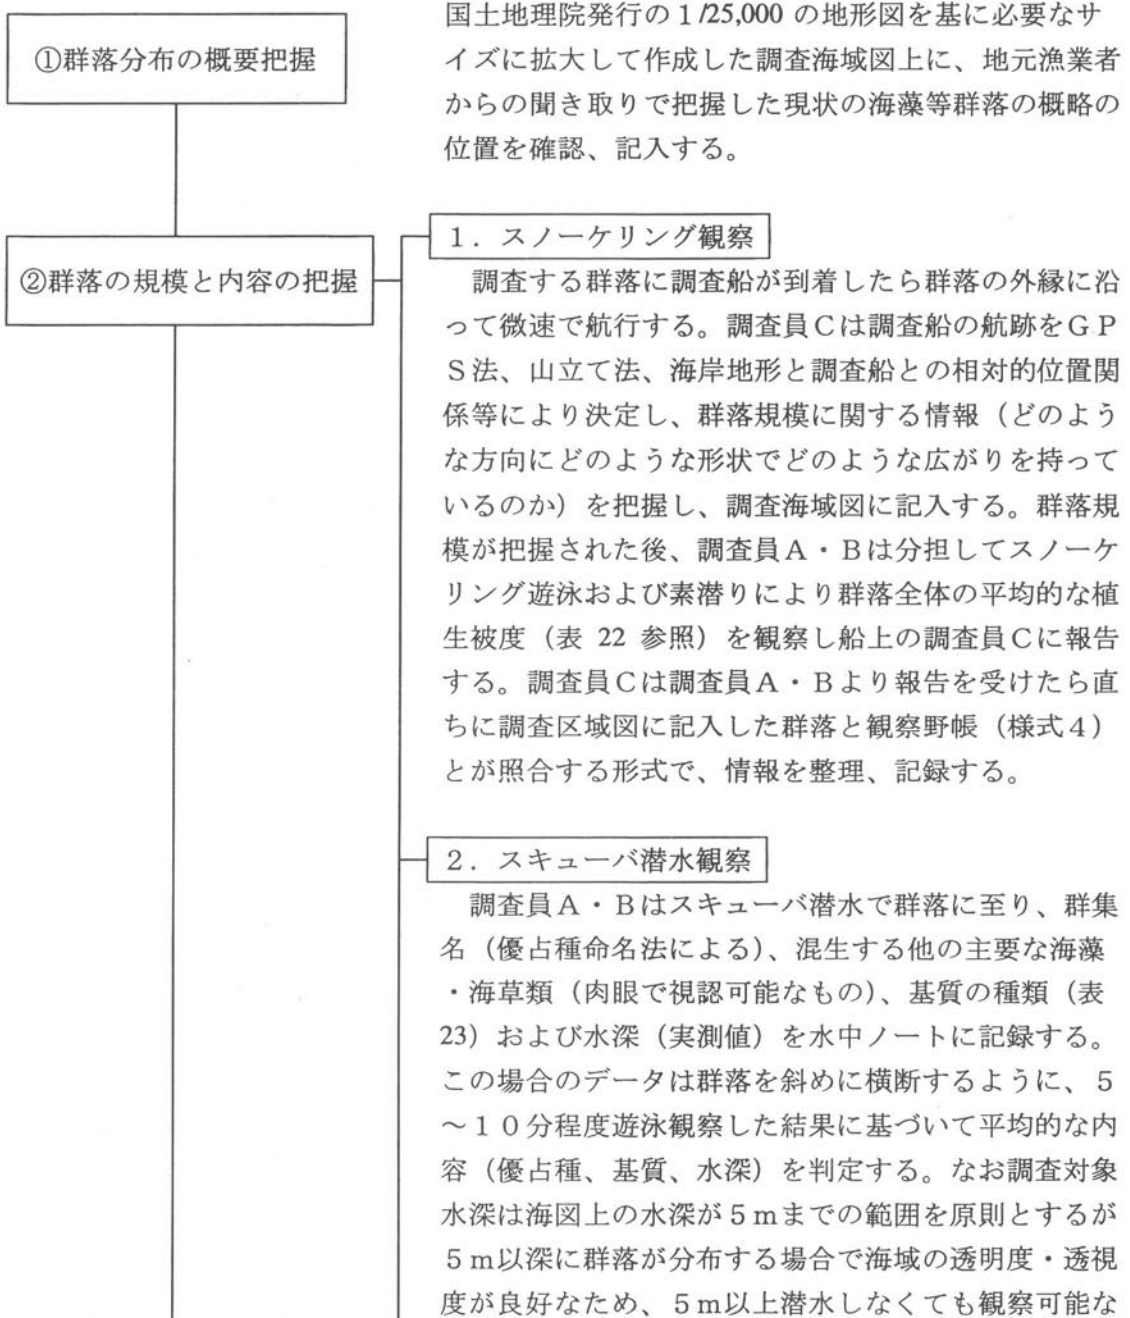 ①群落分布の概要把握
国土地理院発行の1/25,000 の地形図を基に必要なサ
イズに拡大して作成した調査海域図上に、地元漁業者
からの聞き取りで把握した現状の海藻等群落の概略の
位置を確認、記入する。
②群落の規模と内容の把握
1．スノーケリング観察
調査する群落に調査船が到着したら群落の外縁に沿
って微速で航行する。調査員Cは調査船の航跡をGP
S法、山立て法、海岸地形と調査船との相対的位置関
係等により決定し、群落規模に関する情報（どのよう
な方向にどのような形状でどのような広がりを持って
いるのか）を把握し、調査海域図に記入する。群落規
模が把握された後、調査員A・Bは分担してスノーケ
リング遊泳および素潜りにより群落全体の平均的な植
生被度（表 22 参照）を観察し船上の調査員Cに報告
する。調査員Cは調査員A・Bより報告を受けたら直
ちに調査区域図に記入した群落と観察野帳（様式4）
とが照合する形式で、情報を整理、記録する。
2．スキューバ潜水観察
調査員A・Bはスキューバ潜水で群落に至り、群集
名（優占種命名法による）、混生する他の主要な海藻
・海草類（肉眼で視認可能なもの）、基質の種類（表
23）および水深（実測値）を水中ノートに記録する。
この場合のデータは群落を斜めに横断するように、5
～10分程度遊泳観察した結果に基づいて平均的な内
容（優占種、基質、水深）を判定する。なお調査対象
水深は海図上の水深が5mまでの範囲を原則とするが
5m以深に群落が分布する場合で海域の透明度・透視
度が良好なため、5m以上潜水しなくても観察可能な